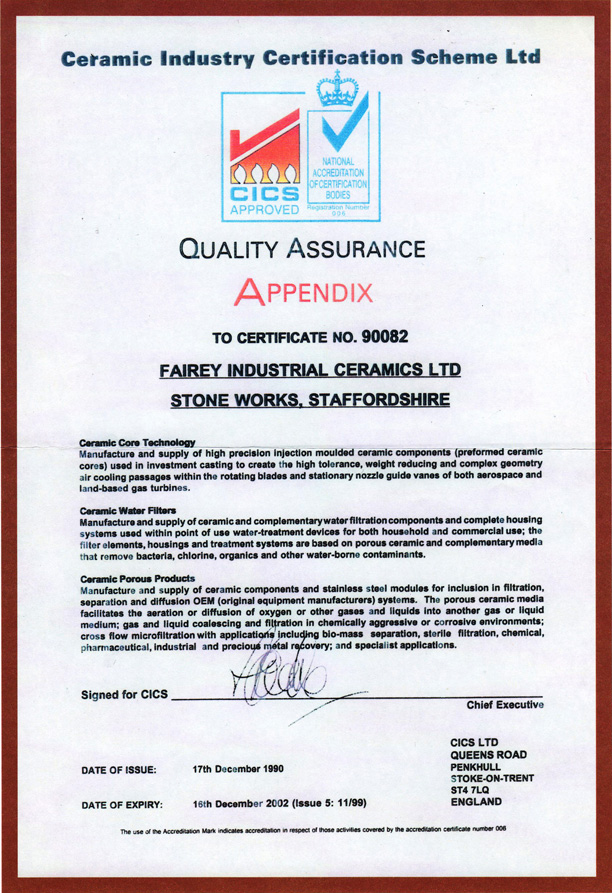 Ceramic Industry Certification Scheme Ltd
NATIONAL
ACCREDITATION
OF CERTIFICATION
BODIES
CICS
APPROVED
Registration Number
006
QUALITY ASSURANCE
APPENDIX
TO CERTIFICATE NO. 90082
FAIREY INDUSTRIAL CERAMICS LTD
STONE WORKS, STAFFORDSHIRE
Ceramic Core Technology
Manufacture and supply of high precision injection moulded ceramic components (preformed ceramic
cores) used in investment casting to create the high tolerance, weight reducing and complex geometry
air cooling passages within the rotating blades and stationary nozzle guide vanes of both aerospace and
land-based gas turbines.
Ceramic Water Filters
Manufacture and supply of ceramic and complementary water filtration components and complete housing
systems used within point of use water-treatment devices for both household and commercial use; the
filter elements, housings and treatment systems are based on porous ceramic and complementary media
that remove bacteria, chlorine, organics and other water-borne contaminants.
Ceramic Porous Products
Manufacture and supply of ceramic components and stainless steel modules for inclusion in filtration,
separation and diffusion OEM (original equipment manufacturers) systems. The porous ceramic media
facilitates the aeration or diffusion of oxygen or other gases and liquids into another gas or liquid
medium; gas and liquid coalescing and filtration in chemically aggressive or corrosive environments;
cross flow microfiltration with applications including bio-mass separation, sterile filtration, chemical,
pharmaceutical, industrial and precious metal recovery; and specialist applications.
Signed for CICS
Chief Executive
CICS LTD
QUEENS ROAD
PENKHULL
STOKE-ON-TRENT
ST4 7LQ
ENGLAND
DATE OF ISSUE: 17th December 1990
DATE OF EXPIRY: 16th December 2002 (Issue 5: 11/99)
The use of the Accreditation Mark indicates accreditation in respect of those activities covered by the accreditation certificate number 006